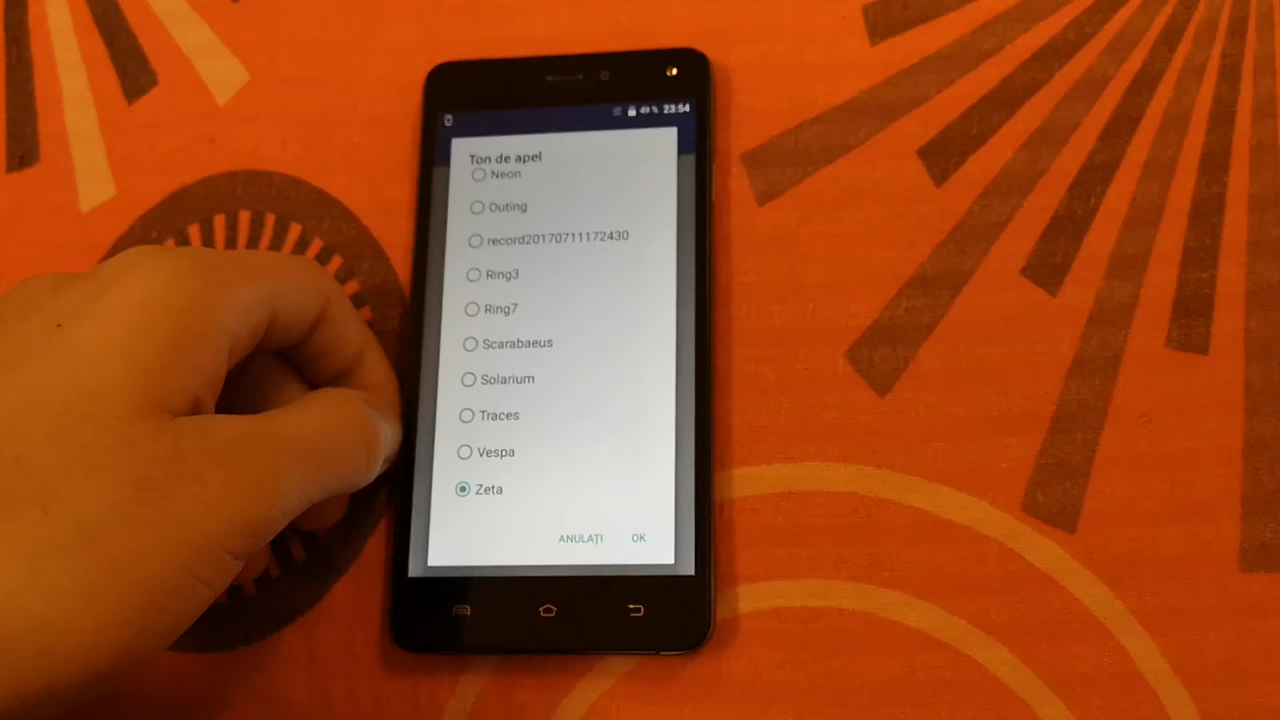 49 % 23:54
Ton de apel
Neon
Outing
record20170711172430
Ring3
Ring7
Scarabaeus
Solarium
Traces
Vespa
Zeta
ANULAȚI OK